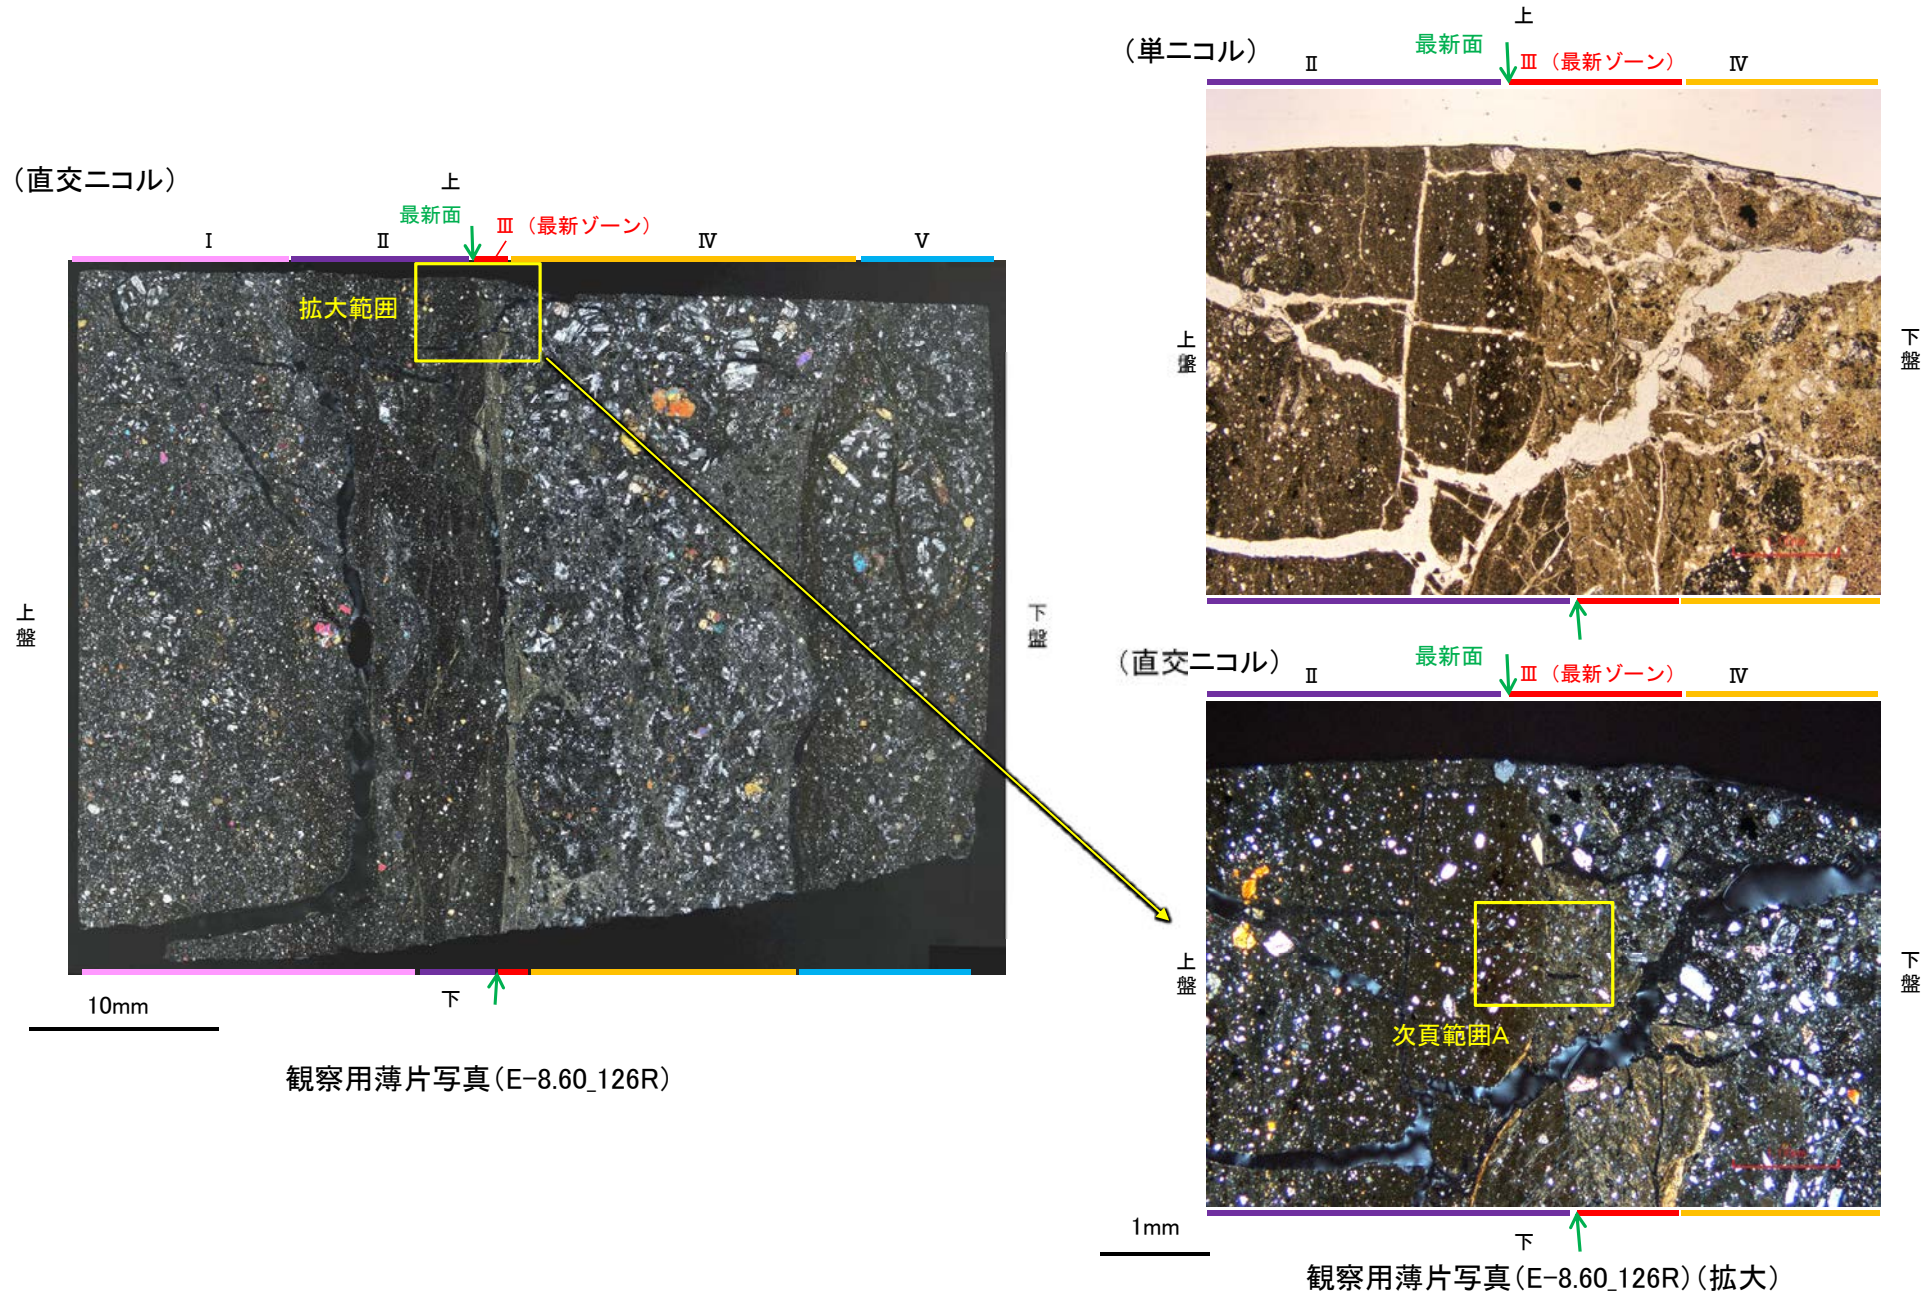 (直交ニコル)
上
最新面
Ⅲ (最新ゾーン)
Ⅰ
Ⅱ
Ⅳ
Ⅴ
拡大範囲
上盤
下盤
下
10mm
観察用薄片写真(E-8.60_126R)
(単ニコル)
上
最新面
Ⅱ
Ⅲ (最新ゾーン)
Ⅳ
上盤
下盤
(直交ニコル)
最新面
Ⅱ
Ⅲ (最新ゾーン)
Ⅳ
上盤
下盤
次頁範囲A
1mm
下
観察用薄片写真(E-8.60_126R)(拡大)